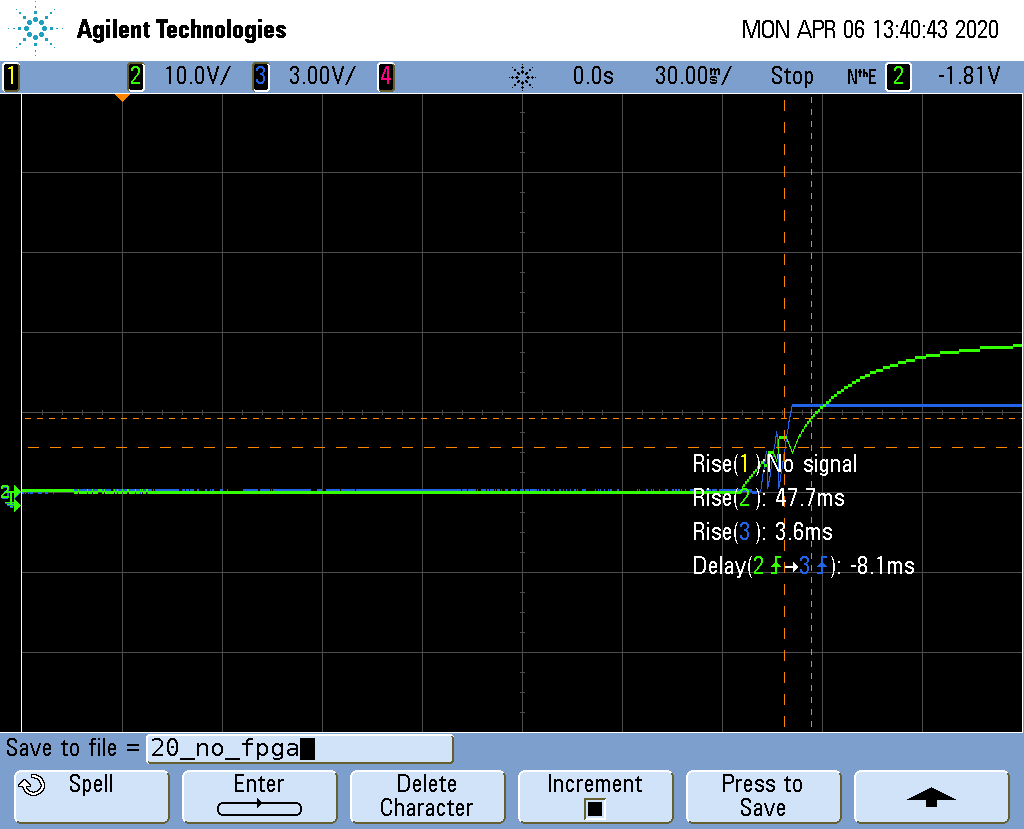 Agilent Technologies
MON APR 06 13:40:43 2020
1 2 10.0V/ 3 3.00V/ 4 0.0s 30.00ms/ Stop NthE 2 -1.81V
2
Rise(1):No signal
Rise(2): 47.7ms
Rise(3): 3.6ms
Delay(2→3): -8.1ms
Save to file = 20_no_fpga
Spell
Enter
Delete
Character
Increment
Press to
Save